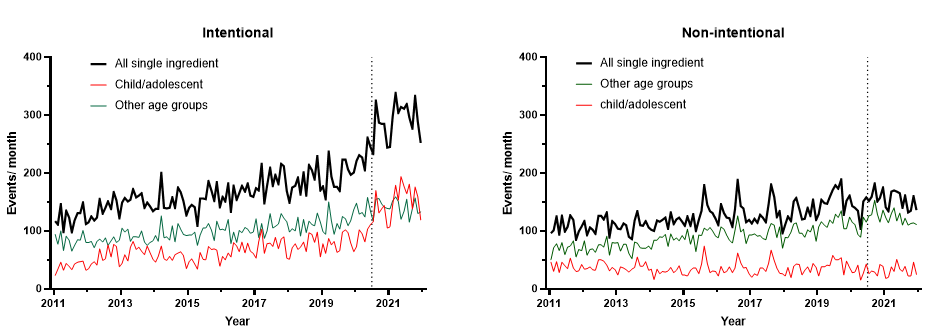 Intentional
400
300
200
100
0
Events/ month
All single ingredient
Child/adolescent
Other age groups
2011 2013 2015 2017 2019 2021
Year
Non-intentional
400
300
200
100
0
Events/ month
All single ingredient
Other age groups
child/adolescent
2011 2013 2015 2017 2019 2021
Year